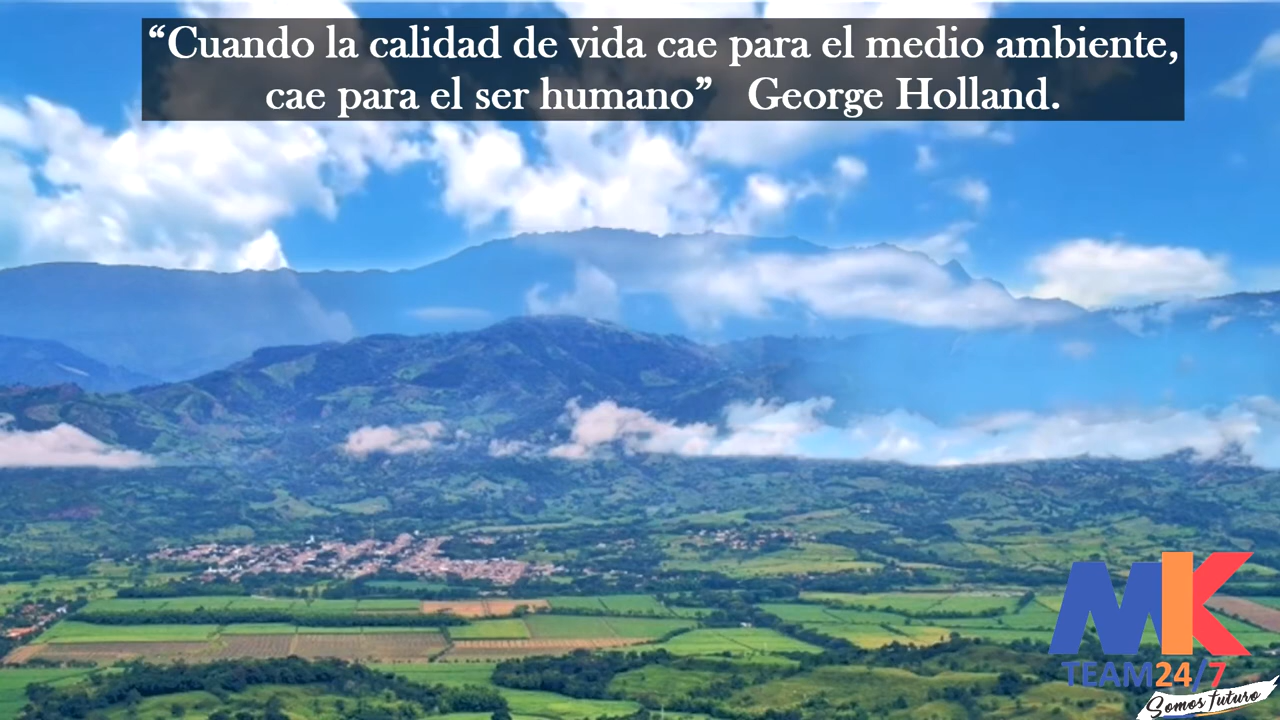 “Cuando la calidad de vida cae para el medio ambiente,
cae para el ser humano” George Holland.
MK
TEAM24/7
Somos futuro